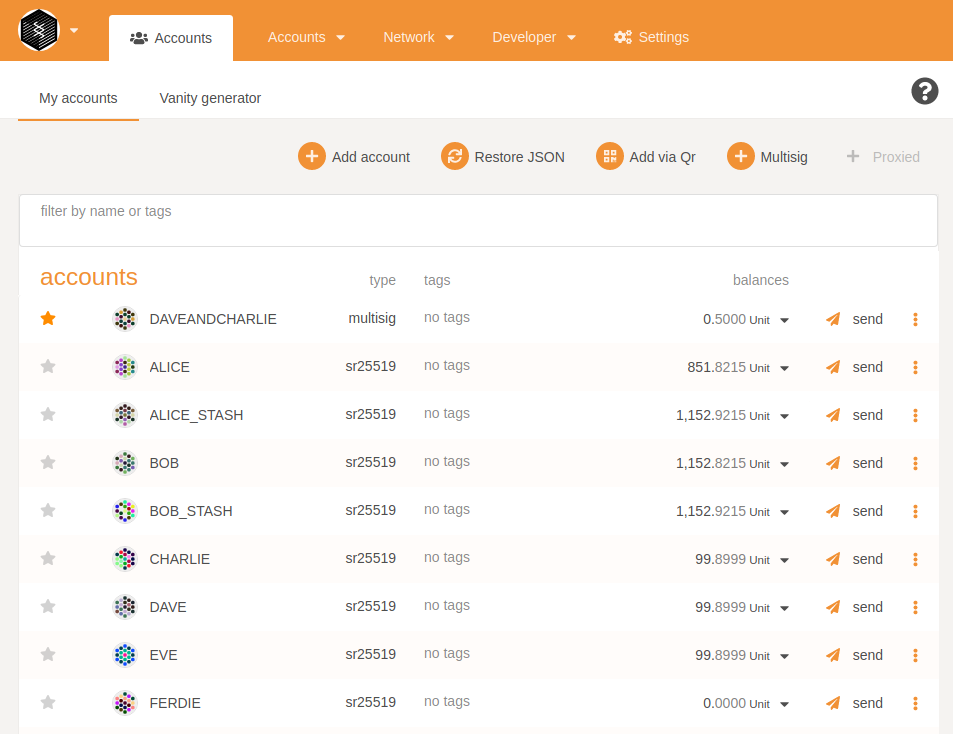 Accounts Accounts Network Developer Settings
My accounts Vanity generator
Add account Restore JSON Add via Qr Multisig Proxied
filter by name or tags
accounts type tags balances
DAVEANDCHARLIE multisig no tags 0.5000 Unit send
ALICE sr25519 no tags 851.8215 Unit send
ALICE_STASH sr25519 no tags 1,152.9215 Unit send
BOB sr25519 no tags 1,152.8215 Unit send
BOB_STASH sr25519 no tags 1,152.9215 Unit send
CHARLIE sr25519 no tags 99.8999 Unit send
DAVE sr25519 no tags 99.8999 Unit send
EVE sr25519 no tags 99.8999 Unit send
FERDIE sr25519 no tags 0.0000 Unit send